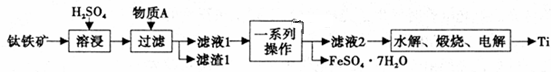 H₂SO₄ 物质A
钛铁矿 溶浸 过滤 滤液1 一系列操作 滤液2 水解、煅烧、电解 Ti
滤渣1 FeSO₄·7H₂O